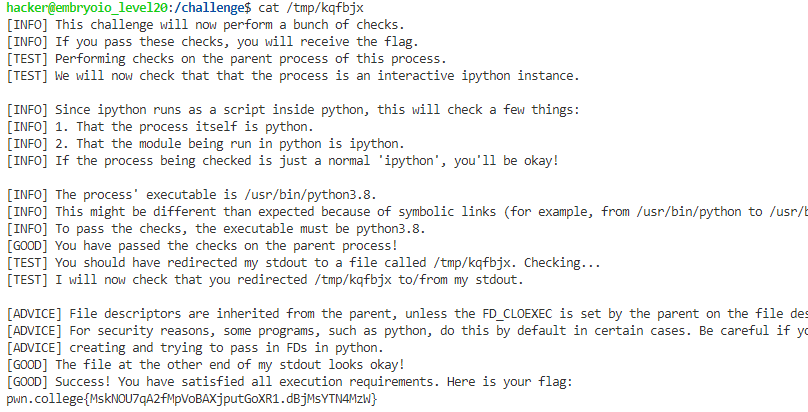 hacker@embryoio_level20:/challenge$ cat /tmp/kqfbjx
[INFO] This challenge will now perform a bunch of checks.
[INFO] If you pass these checks, you will receive the flag.
[TEST] Performing checks on the parent process of this process.
[TEST] We will now check that that the process is an interactive ipython instance.

[INFO] Since ipython runs as a script inside python, this will check a few things:
[INFO] 1. That the process itself is python.
[INFO] 2. That the module being run in python is ipython.
[INFO] If the process being checked is just a normal 'ipython', you'll be okay!

[INFO] The process' executable is /usr/bin/python3.8.
[INFO] This might be different than expected because of symbolic links (for example, from /usr/bin/python to /usr/b
[INFO] To pass the checks, the executable must be python3.8.
[GOOD] You have passed the checks on the parent process!
[TEST] You should have redirected my stdout to a file called /tmp/kqfbjx. Checking...
[TEST] I will now check that you redirected /tmp/kqfbjx to/from my stdout.

[ADVICE] File descriptors are inherited from the parent, unless the FD_CLOEXEC is set by the parent on the file des
[ADVICE] For security reasons, some programs, such as python, do this by default in certain cases. Be careful if yo
[ADVICE] creating and trying to pass in FDs in python.
[GOOD] The file at the other end of my stdout looks okay!
[GOOD] Success! You have satisfied all execution requirements. Here is your flag:
pwn.college{MskNOU7qA2fMpVoBAXjputGoXR1.dBjMsYTN4MzW}